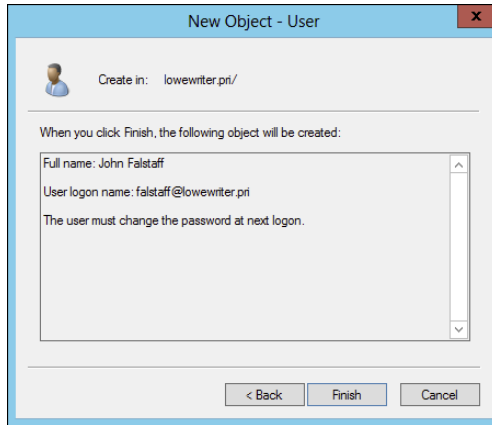 New Object - User
x
Create in: lowewriter.pri/
When you click Finish, the following object will be created:
Full name: John Falstaff
User logon name: falstaff@lowewriter.pri
The user must change the password at next logon.
< Back Finish Cancel